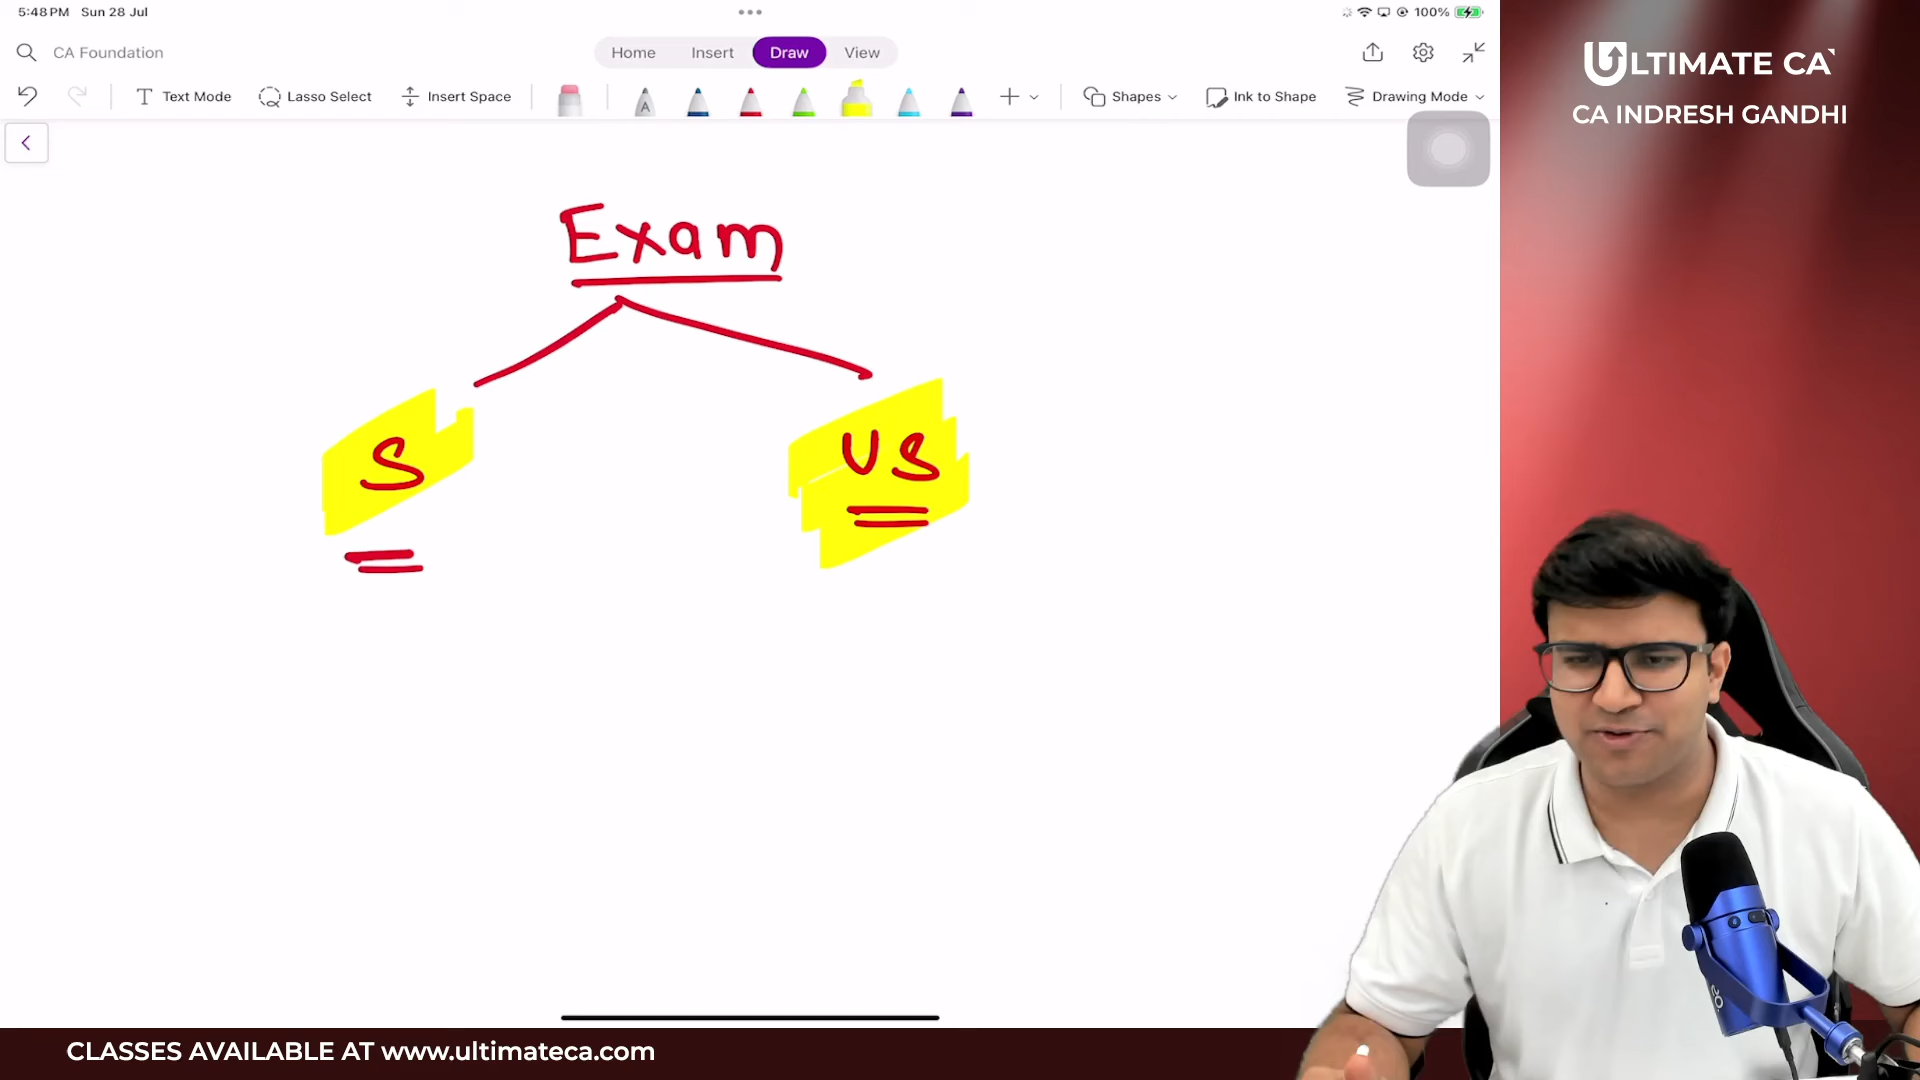 5:48 PM Sun 28 Jul
100%
CA Foundation
Home Insert Draw View
Text Mode Lasso Select Insert Space A Shapes Ink to Shape Drawing Mode
ULTIMATE CA
CA INDRESH GANDHI
Exam
S US
CLASSES AVAILABLE AT www.ultimateca.com